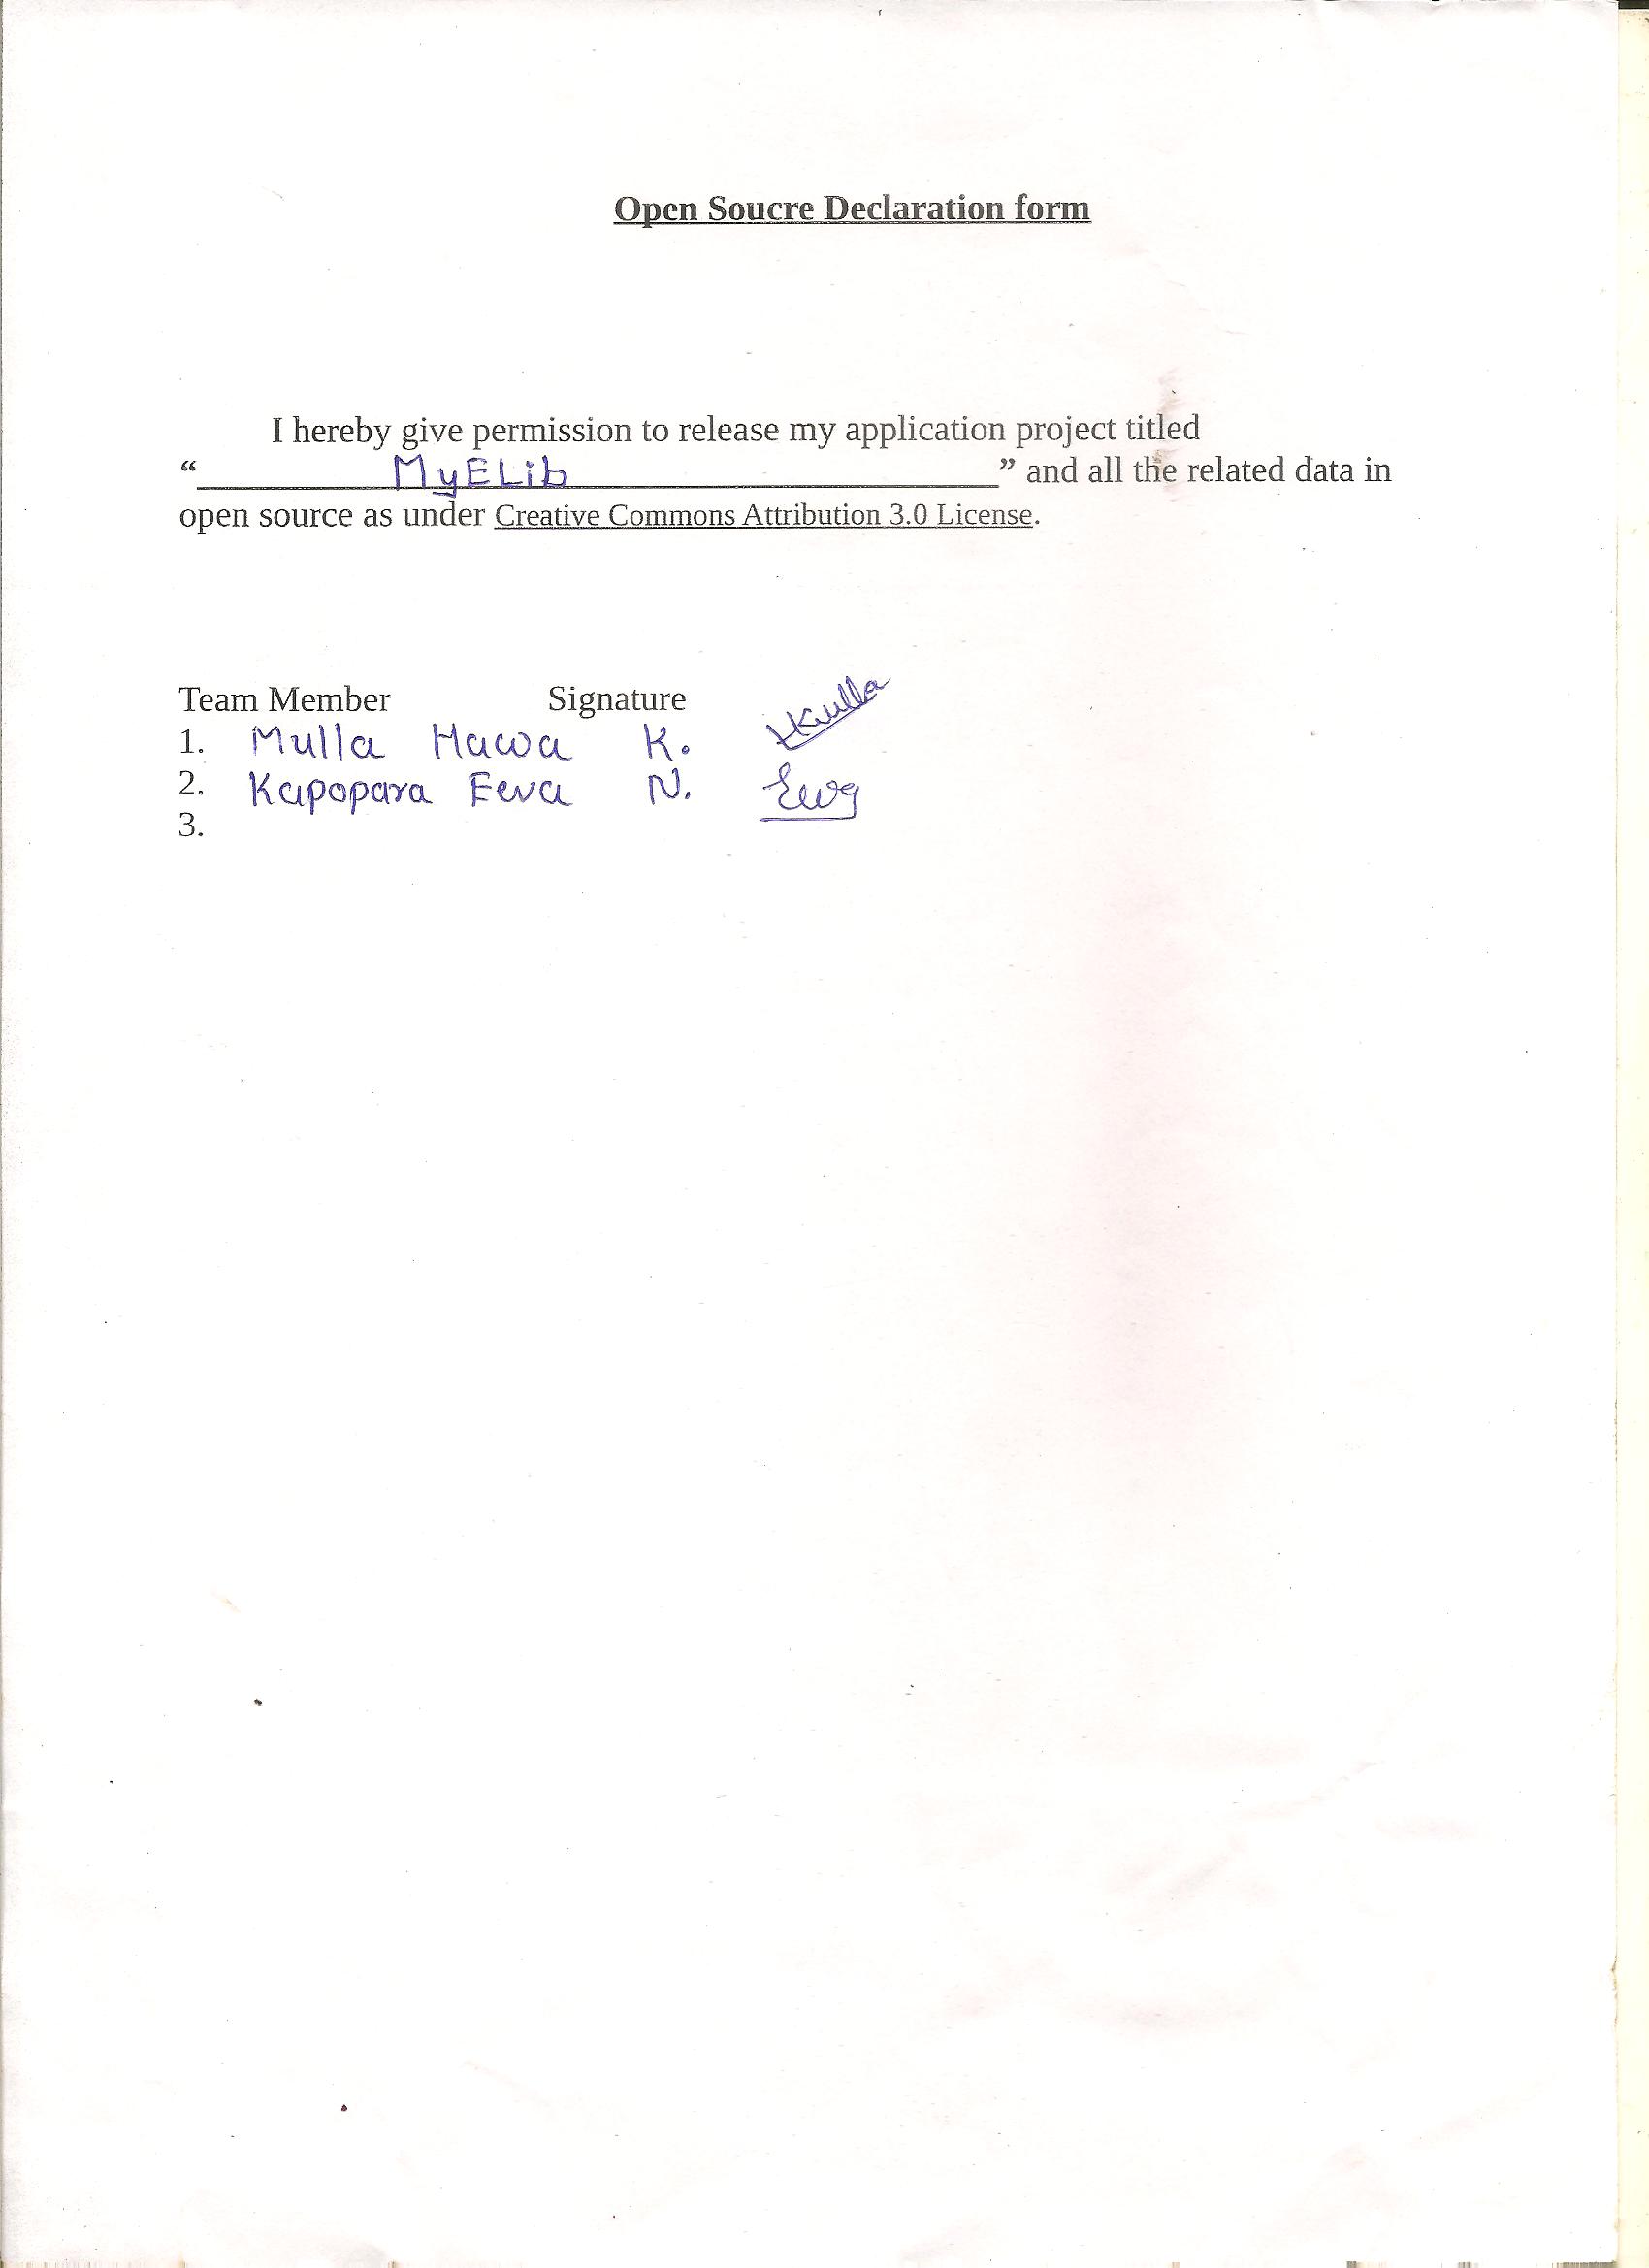 Open Soucre Declaration form
I hereby give permission to release my application project titled
“ MyELib ” and all the related data in
open source as under Creative Commons Attribution 3.0 License.
Team Member Signature
1. Mulla Hawa K. HKMulla
2. Kapopara Eeva N. Eeva
3.